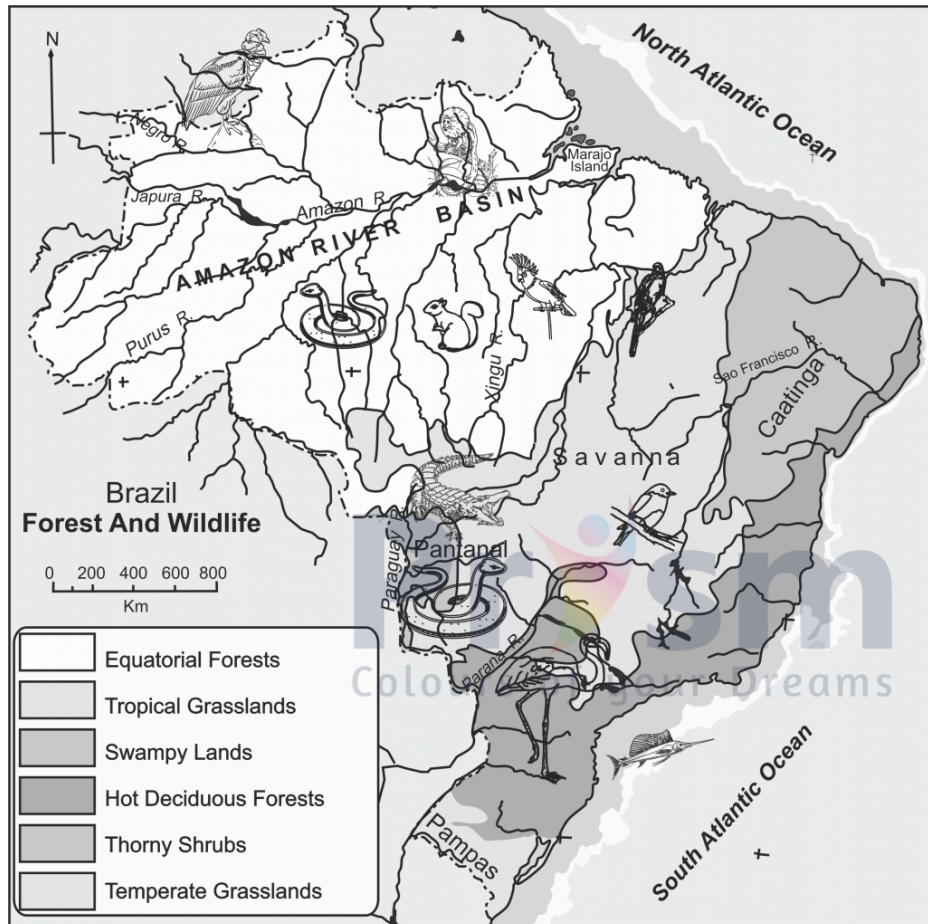 N
North Atlantic Ocean
Negro R.
Marajo
Island
Japura R.
Amazon R.
AMAZON RIVER BASIN
Purus R.
Xingu R.
Sao Francisco R.
Caatinga
Savanna
Brazil
Forest And Wildlife
Paraguay
Pantanal
0 200 400 600 800
Km
Prism
Colours of your Dreams
Parana R.
Equatorial Forests
Tropical Grasslands
Swampy Lands
Hot Deciduous Forests
Thorny Shrubs
Temperate Grasslands
Pampas
South Atlantic Ocean